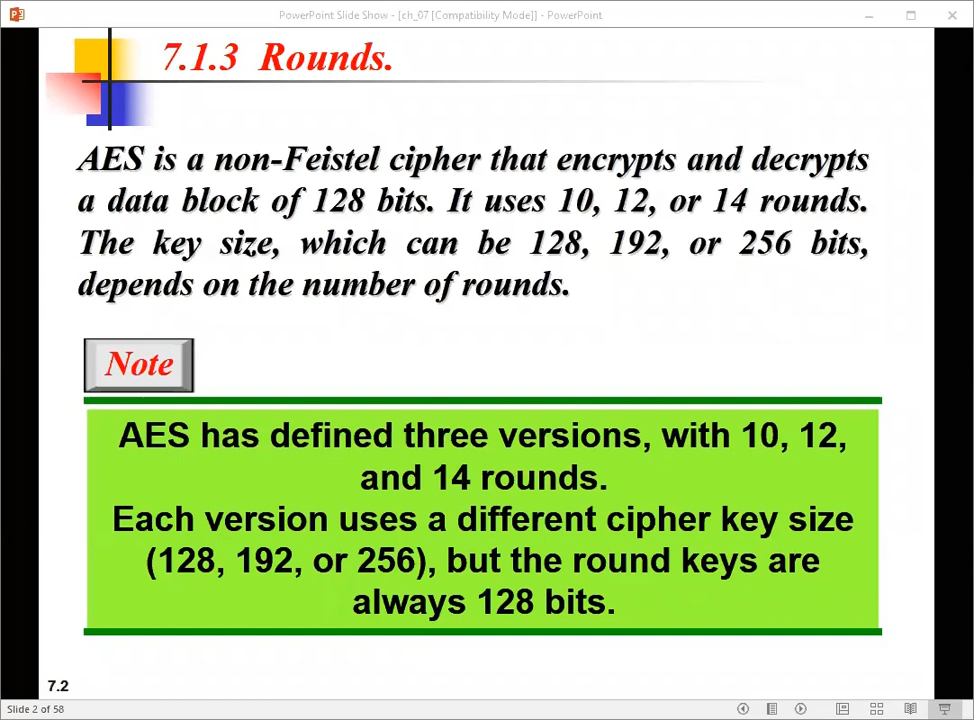 PowerPoint Slide Show - [ch_07 [Compatibility Mode]] - PowerPoint
7.1.3 Rounds.
AES is a non-Feistel cipher that encrypts and decrypts
a data block of 128 bits. It uses 10, 12, or 14 rounds.
The key size, which can be 128, 192, or 256 bits,
depends on the number of rounds.
Note
AES has defined three versions, with 10, 12,
and 14 rounds.
Each version uses a different cipher key size
(128, 192, or 256), but the round keys are
always 128 bits.
7.2
Slide 2 of 58